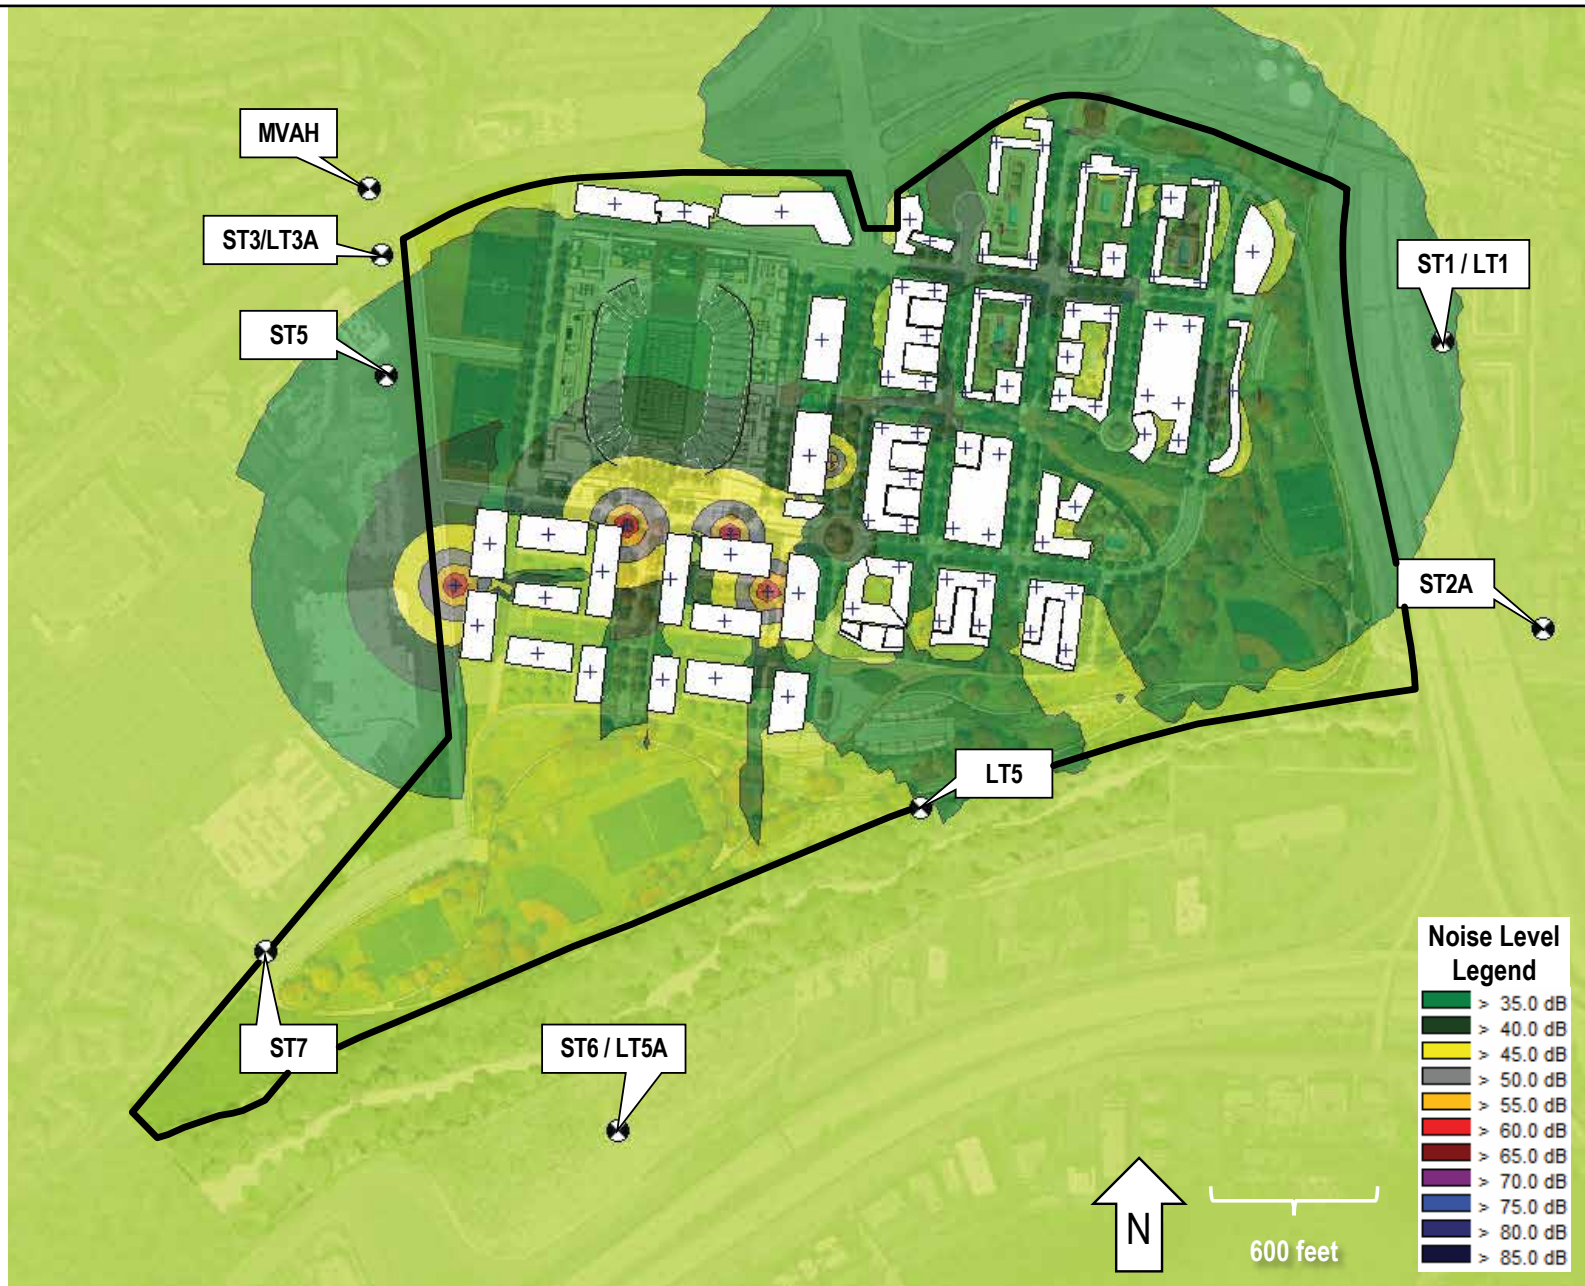 MVAH
ST3/LT3A
ST5
ST1 / LT1
ST2A
LT5
ST7
ST6 / LT5A
N
600 feet
Noise Level
Legend
> 35.0 dB
> 40.0 dB
> 45.0 dB
> 50.0 dB
> 55.0 dB
> 60.0 dB
> 65.0 dB
> 70.0 dB
> 75.0 dB
> 80.0 dB
> 85.0 dB